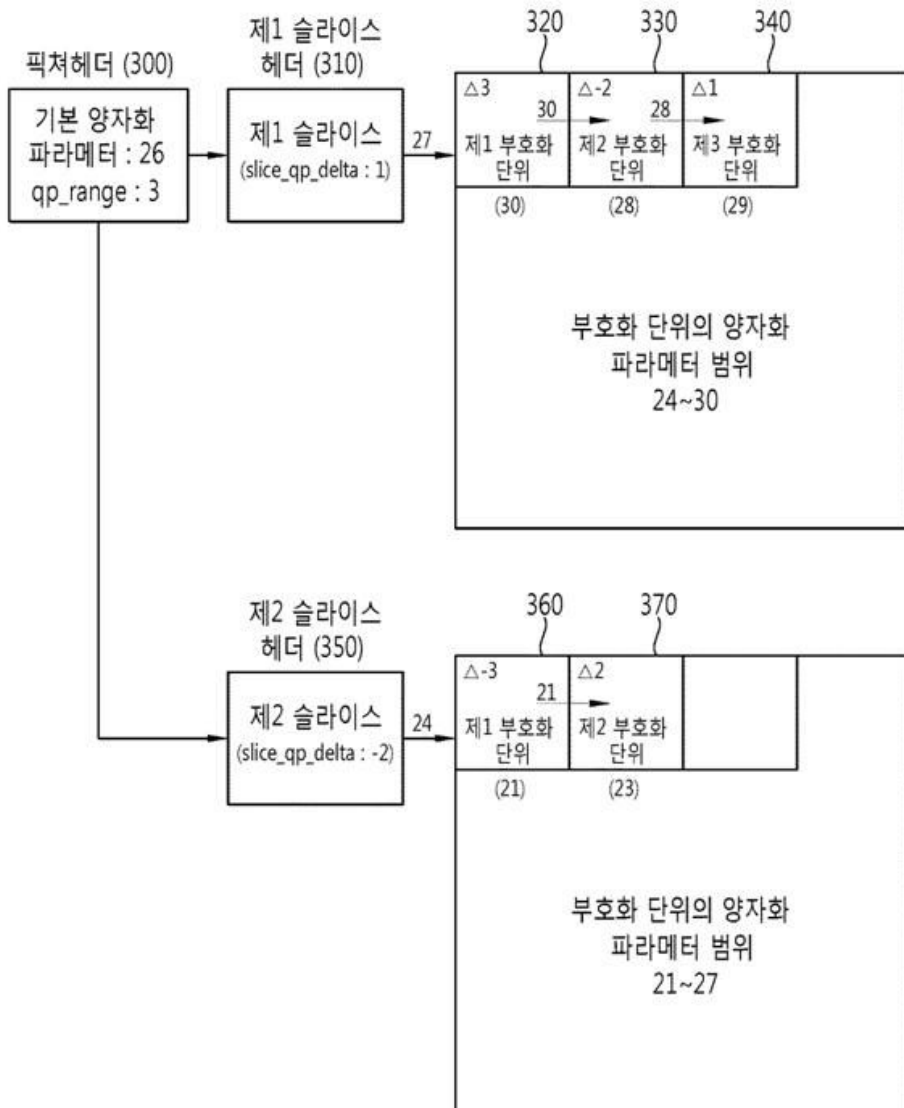 픽쳐헤더 (300)
기본 양자화
파라메터 : 26
qp_range : 3
제1 슬라이스
헤더 (310)
제1 슬라이스
(slice_qp_delta : 1)
27
320
330
340
△3
30
제1 부호화
단위
(30)
△-2
28
제2 부호화
단위
(28)
△1
제3 부호화
단위
(29)
부호화 단위의 양자화
파라메터 범위
24~30
제2 슬라이스
헤더 (350)
제2 슬라이스
(slice_qp_delta : -2)
24
360
370
△-3
21
제1 부호화
단위
(21)
△2
제2 부호화
단위
(23)
부호화 단위의 양자화
파라메터 범위
21~27